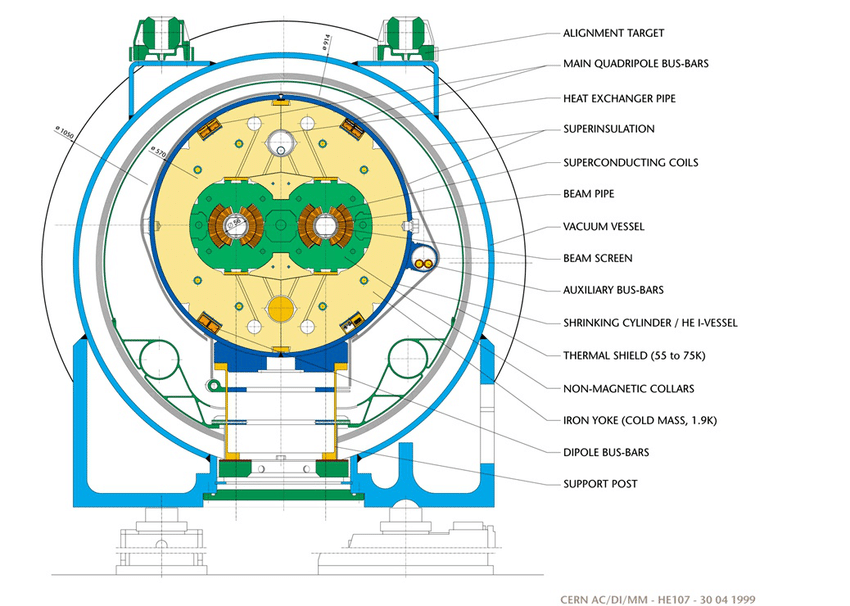 ø 914
ø 1050
ø 570
ø 56
ALIGNMENT TARGET
MAIN QUADRIPOLE BUS-BARS
HEAT EXCHANGER PIPE
SUPERINSULATION
SUPERCONDUCTING COILS
BEAM PIPE
VACUUM VESSEL
BEAM SCREEN
AUXILIARY BUS-BARS
SHRINKING CYLINDER / HE I-VESSEL
THERMAL SHIELD (55 to 75K)
NON-MAGNETIC COLLARS
IRON YOKE (COLD MASS, 1.9K)
DIPOLE BUS-BARS
SUPPORT POST
CERN AC/DI/MM - HE107 - 30 04 1999